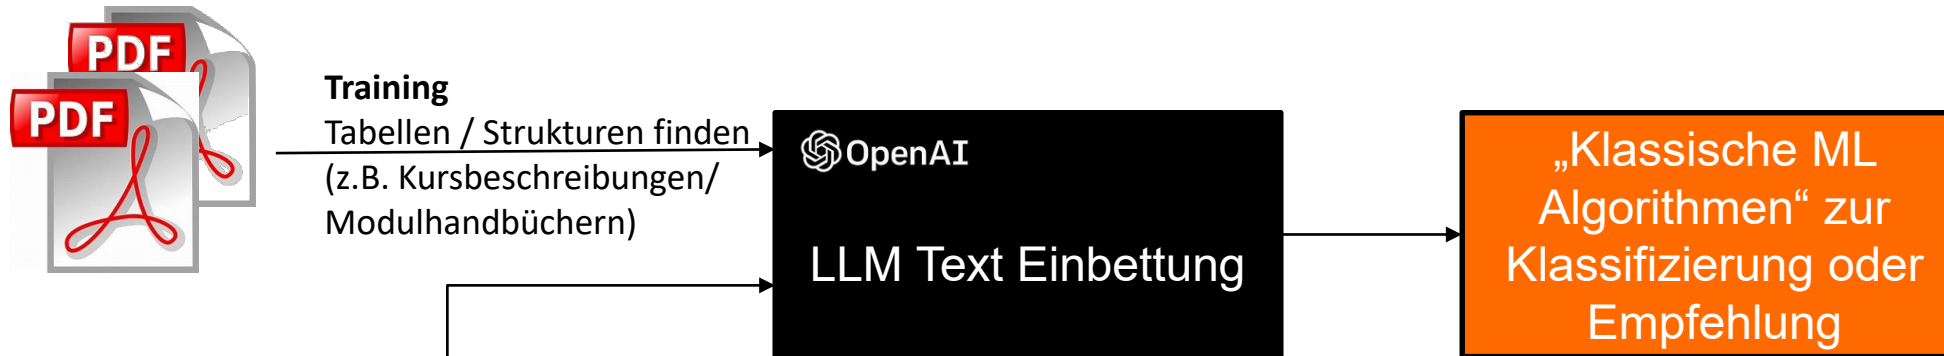 PDF
PDF
Training
Tabellen / Strukturen finden
(z.B. Kursbeschreibungen/
Modulhandbüchern)
OpenAI
LLM Text Einbettung
„Klassische ML
Algorithmen“ zur
Klassifizierung oder
Empfehlung